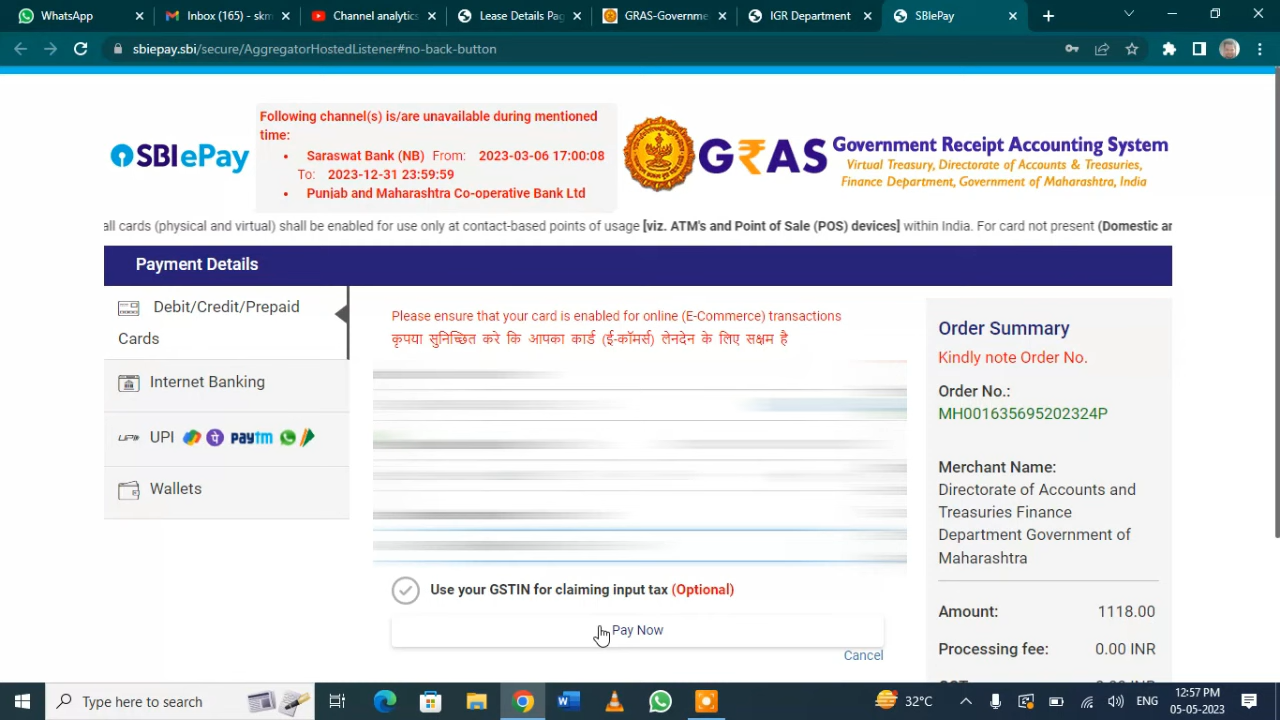 WhatsApp
Inbox (165) - skm
Channel analytics
Lease Details Pag
GRAS-Governme
IGR Department
SBIePay
sbiepay.sbi/secure/AggregatorHostedListener#no-back-button
SBI ePay
Following channel(s) is/are unavailable during mentioned
time:
Saraswat Bank (NB) From: 2023-03-06 17:00:08
To: 2023-12-31 23:59:59
Punjab and Maharashtra Co-operative Bank Ltd
GRAS
Government Receipt Accounting System
Virtual Treasury, Directorate of Accounts & Treasuries,
Finance Department, Government of Maharashtra, India
all cards (physical and virtual) shall be enabled for use only at contact-based points of usage [viz. ATM's and Point of Sale (POS) devices] within India. For card not present (Domestic ar
Payment Details
Debit/Credit/Prepaid
Cards
Internet Banking
UPI paytm
Wallets
Please ensure that your card is enabled for online (E-Commerce) transactions
कृपया सुनिच्छित करे कि आपका कार्ड (ई-कॉमर्स) लेनदेन के लिए सक्षम है
Use your GSTIN for claiming input tax (Optional)
Pay Now
Cancel
Order Summary
Kindly note Order No.
Order No.:
MH001635695202324P
Merchant Name:
Directorate of Accounts and
Treasuries Finance
Department Government of
Maharashtra
Amount: 1118.00
Processing fee: 0.00 INR
Type here to search
32°C
ENG
12:57 PM
05-05-2023